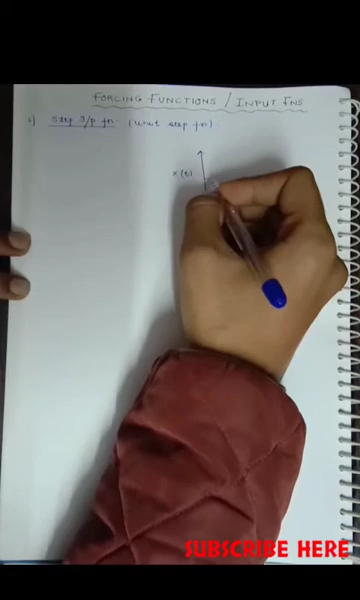 FORCING FUNCTIONS / INPUT FNS
1) Step I/P fn. (Unit step fn).
X(t)
SUBSCRIBE HERE